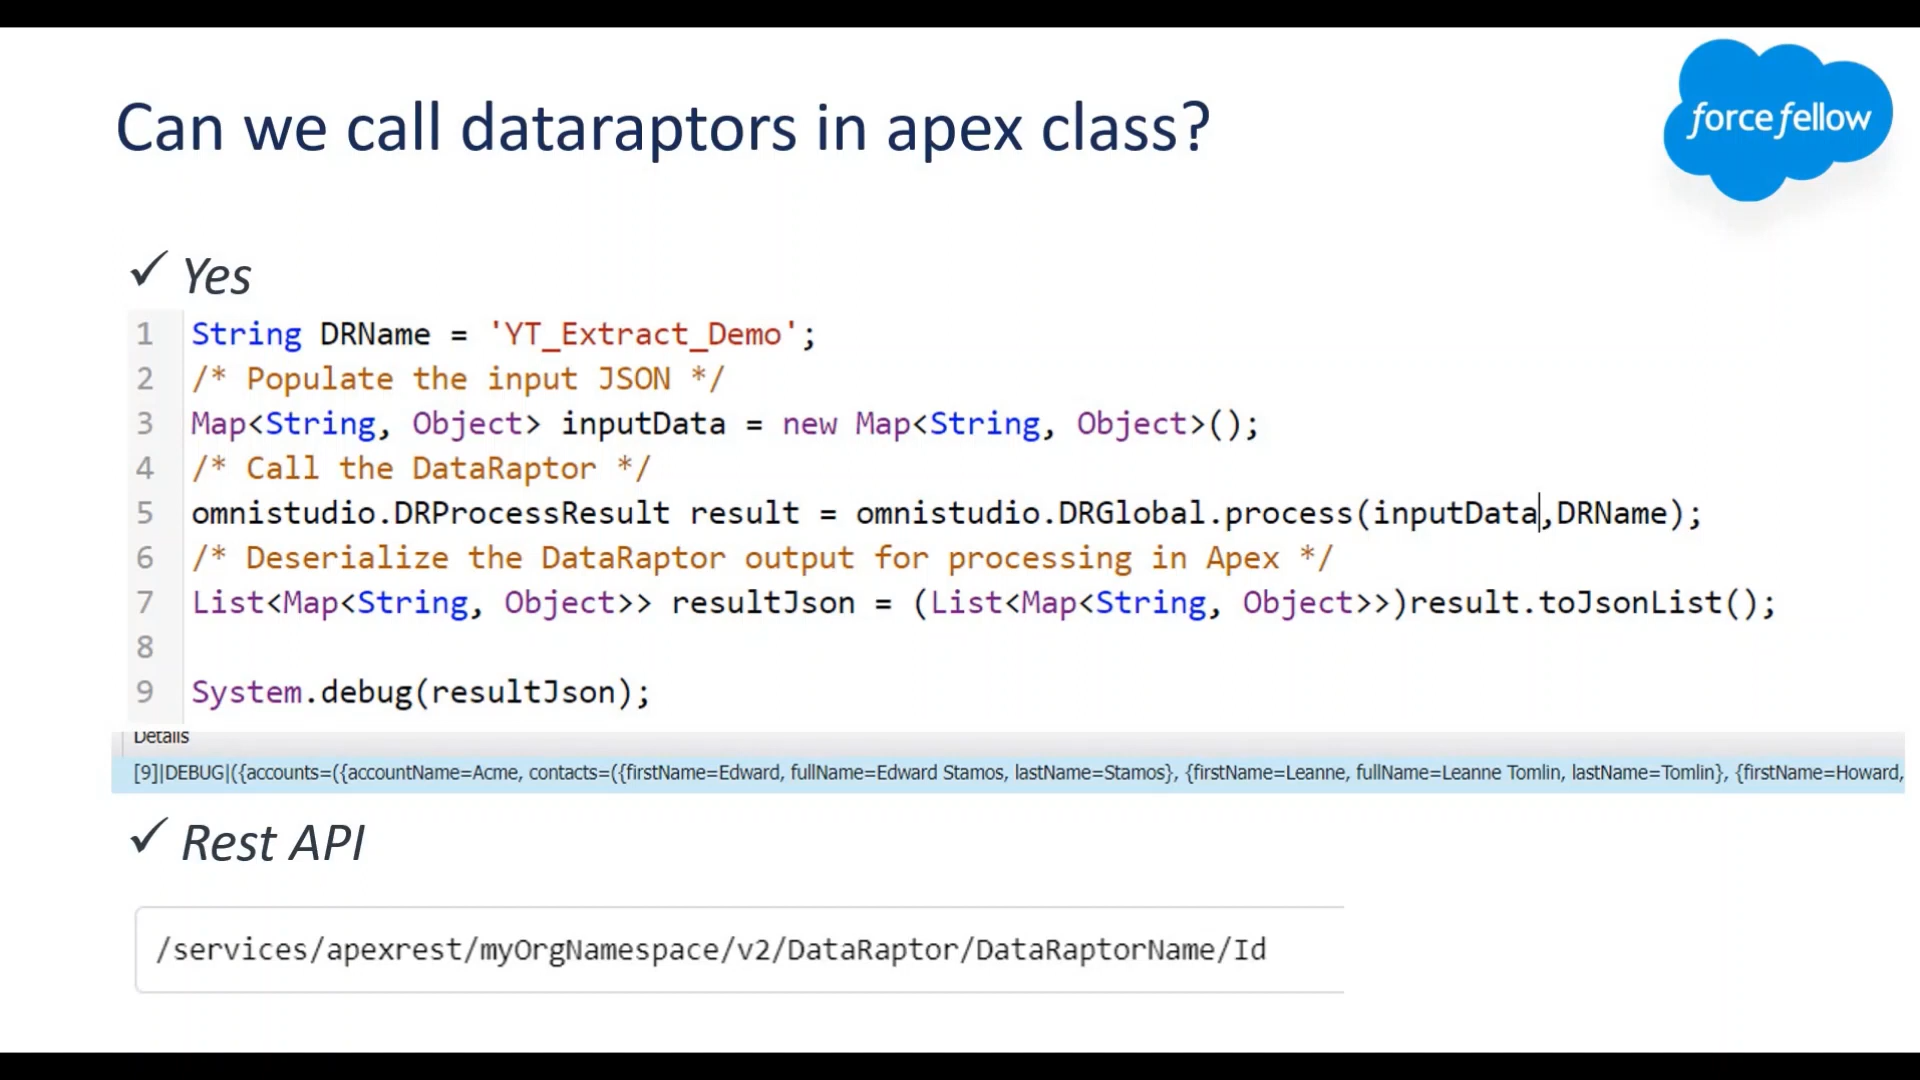 Can we call dataraptors in apex class?
force fellow
✓ Yes
1 String DRName = 'YT_Extract_Demo';
2 /* Populate the input JSON */
3 Map<String, Object> inputData = new Map<String, Object>();
4 /* Call the DataRaptor */
5 omnistudio.DRProcessResult result = omnistudio.DRGlobal.process(inputData,DRName);
6 /* Deserialize the DataRaptor output for processing in Apex */
7 List<Map<String, Object>> resultJson = (List<Map<String, Object>>)result.toJsonList();
8
9 System.debug(resultJson);
Details
[9]|DEBUG|({accounts=({accountName=Acme, contacts=({firstName=Edward, fullName=Edward Stamos, lastName=Stamos}, {firstName=Leanne, fullName=Leanne Tomlin, lastName=Tomlin}, {firstName=Howard,
✓ Rest API
/services/apexrest/myOrgNamespace/v2/DataRaptor/DataRaptorName/Id